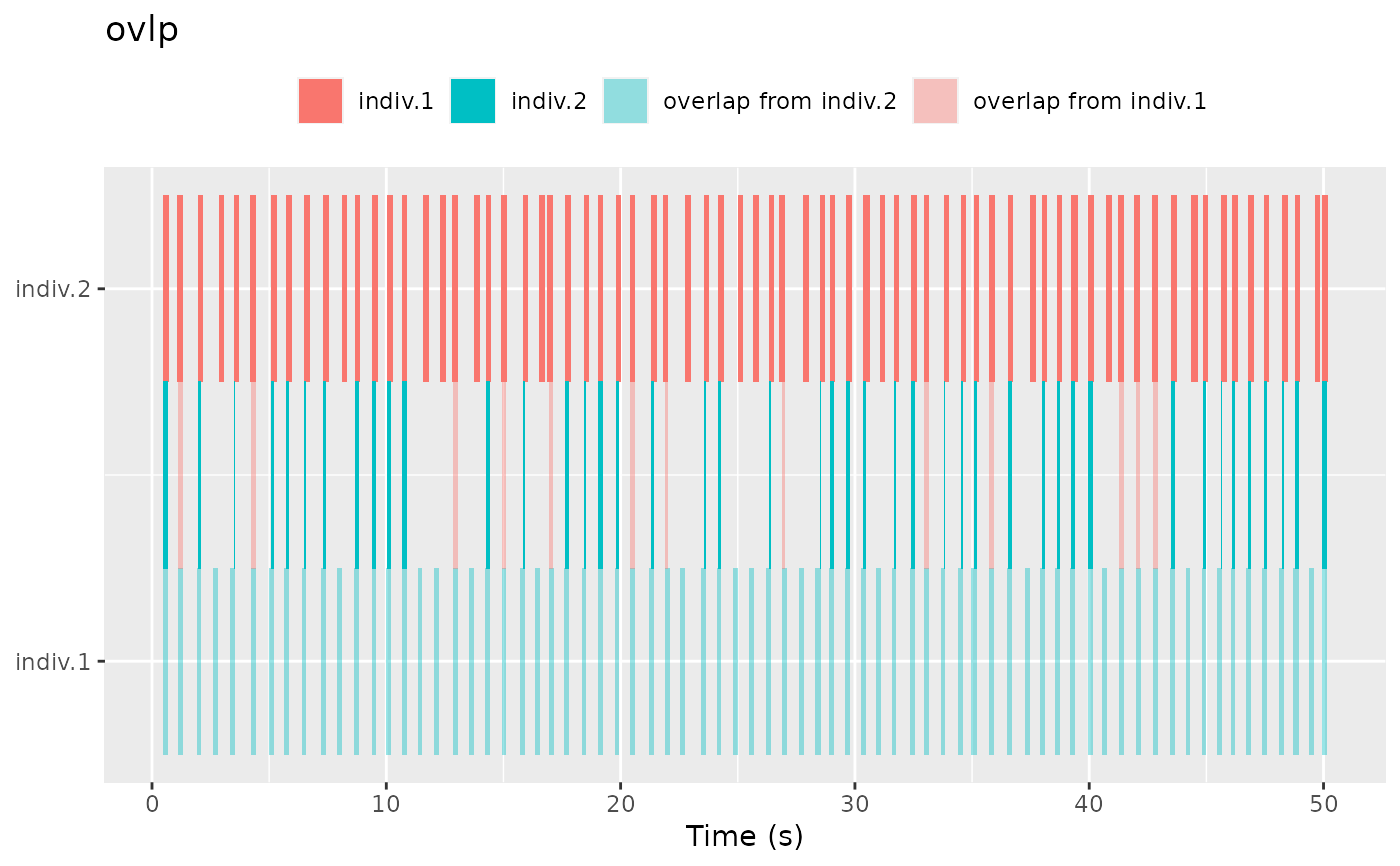 ovlp
indiv.1 indiv.2 overlap from indiv.2 overlap from indiv.1
indiv.2
indiv.1
0 10 20 30 40 50
Time (s)